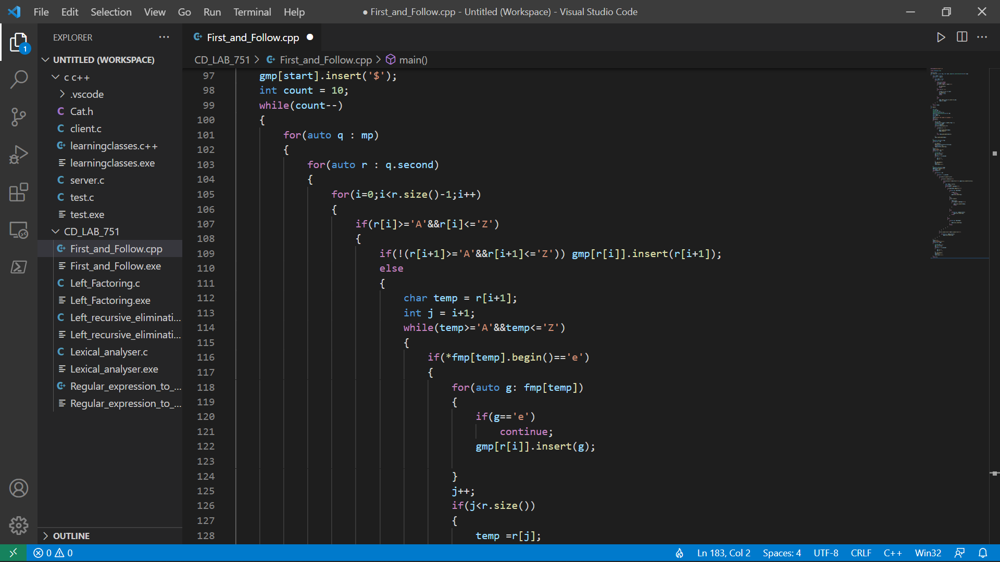 File Edit Selection View Go Run Terminal Help
● First_and_Follow.cpp - Untitled (Workspace) - Visual Studio Code
1
EXPLORER
UNTITLED (WORKSPACE)
c c++
.vscode
C Cat.h
C client.c
C+ learningclasses.c++
learningclasses.exe
C server.c
C test.c
test.exe
CD_LAB_751
C+ First_and_Follow.cpp
First_and_Follow.exe
C Left_Factoring.c
Left_Factoring.exe
C Left_recursive_eliminati...
Left_recursive_eliminati...
C Lexical_analyser.c
Lexical_analyser.exe
C+ Regular_expression_to_...
Regular_expression_to_...
OUTLINE
C+ First_and_Follow.cpp ●
CD_LAB_751 > C+ First_and_Follow.cpp > main()
97 gmp[start].insert('$');
98 int count = 10;
99 while(count--)
100 {
101 for(auto q : mp)
102 {
103 for(auto r : q.second)
104 {
105 for(i=0;i<r.size()-1;i++)
106 {
107 if(r[i]>='A'&&r[i]<='Z')
108 {
109 if(!(r[i+1]>='A'&&r[i+1]<='Z')) gmp[r[i]].insert(r[i+1]);
110 else
111 {
112 char temp = r[i+1];
113 int j = i+1;
114 while(temp>='A'&&temp<='Z')
115 {
116 if(*fmp[temp].begin()=='e')
117 {
118 for(auto g: fmp[temp])
119 {
120 if(g=='e')
121 continue;
122 gmp[r[i]].insert(g);
123
124 }
125 j++;
126 if(j<r.size())
127 {
128 temp =r[j];
0 0
Ln 183, Col 2 Spaces: 4 UTF-8 CRLF C++ Win32